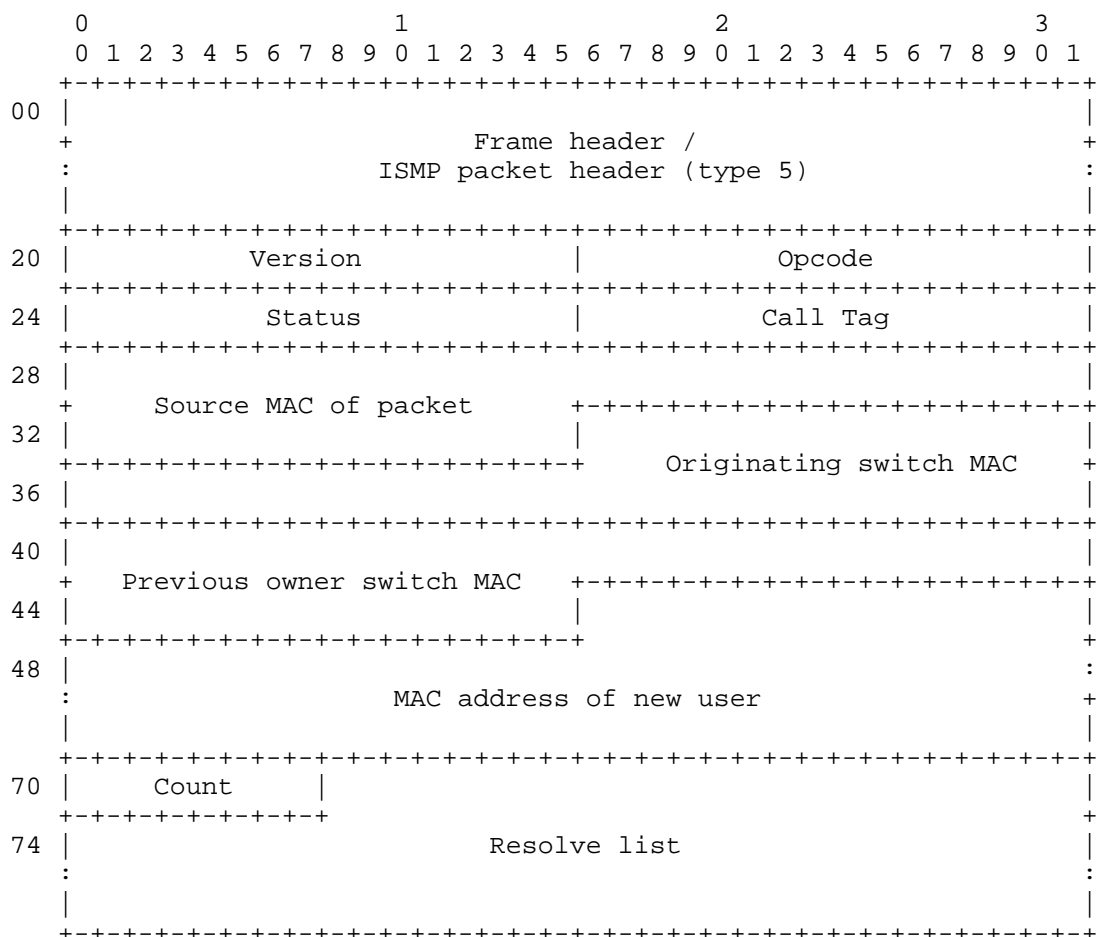 0                   1                   2                   3
0 1 2 3 4 5 6 7 8 9 0 1 2 3 4 5 6 7 8 9 0 1 2 3 4 5 6 7 8 9 0 1
+-+-+-+-+-+-+-+-+-+-+-+-+-+-+-+-+-+-+-+-+-+-+-+-+-+-+-+-+-+-+-+-+
00 |                                                               |
+                         Frame header /                        +
:                   ISMP packet header (type 5)                 :
|                                                               |
+-+-+-+-+-+-+-+-+-+-+-+-+-+-+-+-+-+-+-+-+-+-+-+-+-+-+-+-+-+-+-+-+
20 |           Version             |            Opcode             |
+-+-+-+-+-+-+-+-+-+-+-+-+-+-+-+-+-+-+-+-+-+-+-+-+-+-+-+-+-+-+-+-+
24 |            Status             |           Call Tag            |
+-+-+-+-+-+-+-+-+-+-+-+-+-+-+-+-+-+-+-+-+-+-+-+-+-+-+-+-+-+-+-+-+
28 |                                                               |
+     Source MAC of packet      +-+-+-+-+-+-+-+-+-+-+-+-+-+-+-+-+
32 |                               |                               |
+-+-+-+-+-+-+-+-+-+-+-+-+-+-+-+-+     Originating switch MAC    +
36 |                                                               |
+-+-+-+-+-+-+-+-+-+-+-+-+-+-+-+-+-+-+-+-+-+-+-+-+-+-+-+-+-+-+-+-+
40 |                                                               |
+   Previous owner switch MAC   +-+-+-+-+-+-+-+-+-+-+-+-+-+-+-+-+
44 |                               |                               |
+-+-+-+-+-+-+-+-+-+-+-+-+-+-+-+-+                               +
48 |                                                               :
:                    MAC address of new user                    +
|                                                               |
+-+-+-+-+-+-+-+-+-+-+-+-+-+-+-+-+-+-+-+-+-+-+-+-+-+-+-+-+-+-+-+-+
70 |     Count     |                                               |
+-+-+-+-+-+-+-+-+                                               +
74 |                          Resolve list                         |
:                                                               :
|                                                               |
+-+-+-+-+-+-+-+-+-+-+-+-+-+-+-+-+-+-+-+-+-+-+-+-+-+-+-+-+-+-+-+-+